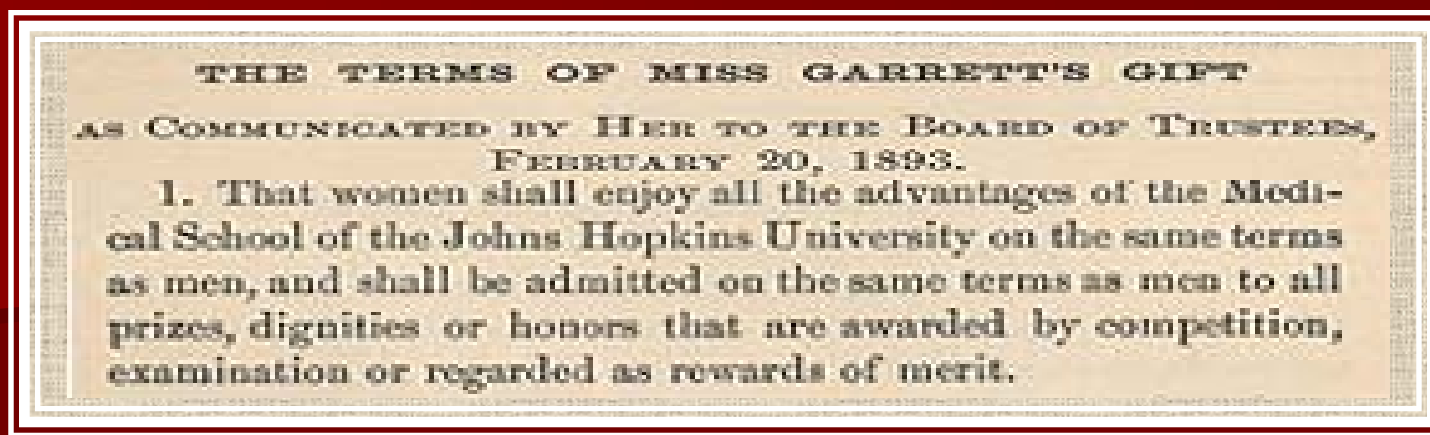 THE TERMS OF MISS GARRETT'S GIFT
AS COMMUNICATED BY HER TO THE BOARD OF TRUSTEES,
FEBRUARY 20, 1893.
1. That women shall enjoy all the advantages of the Medi-
cal School of the Johns Hopkins University on the same terms
as men, and shall be admitted on the same terms as men to all
prizes, dignities or honors that are awarded by competition,
examination or regarded as rewards of merit.